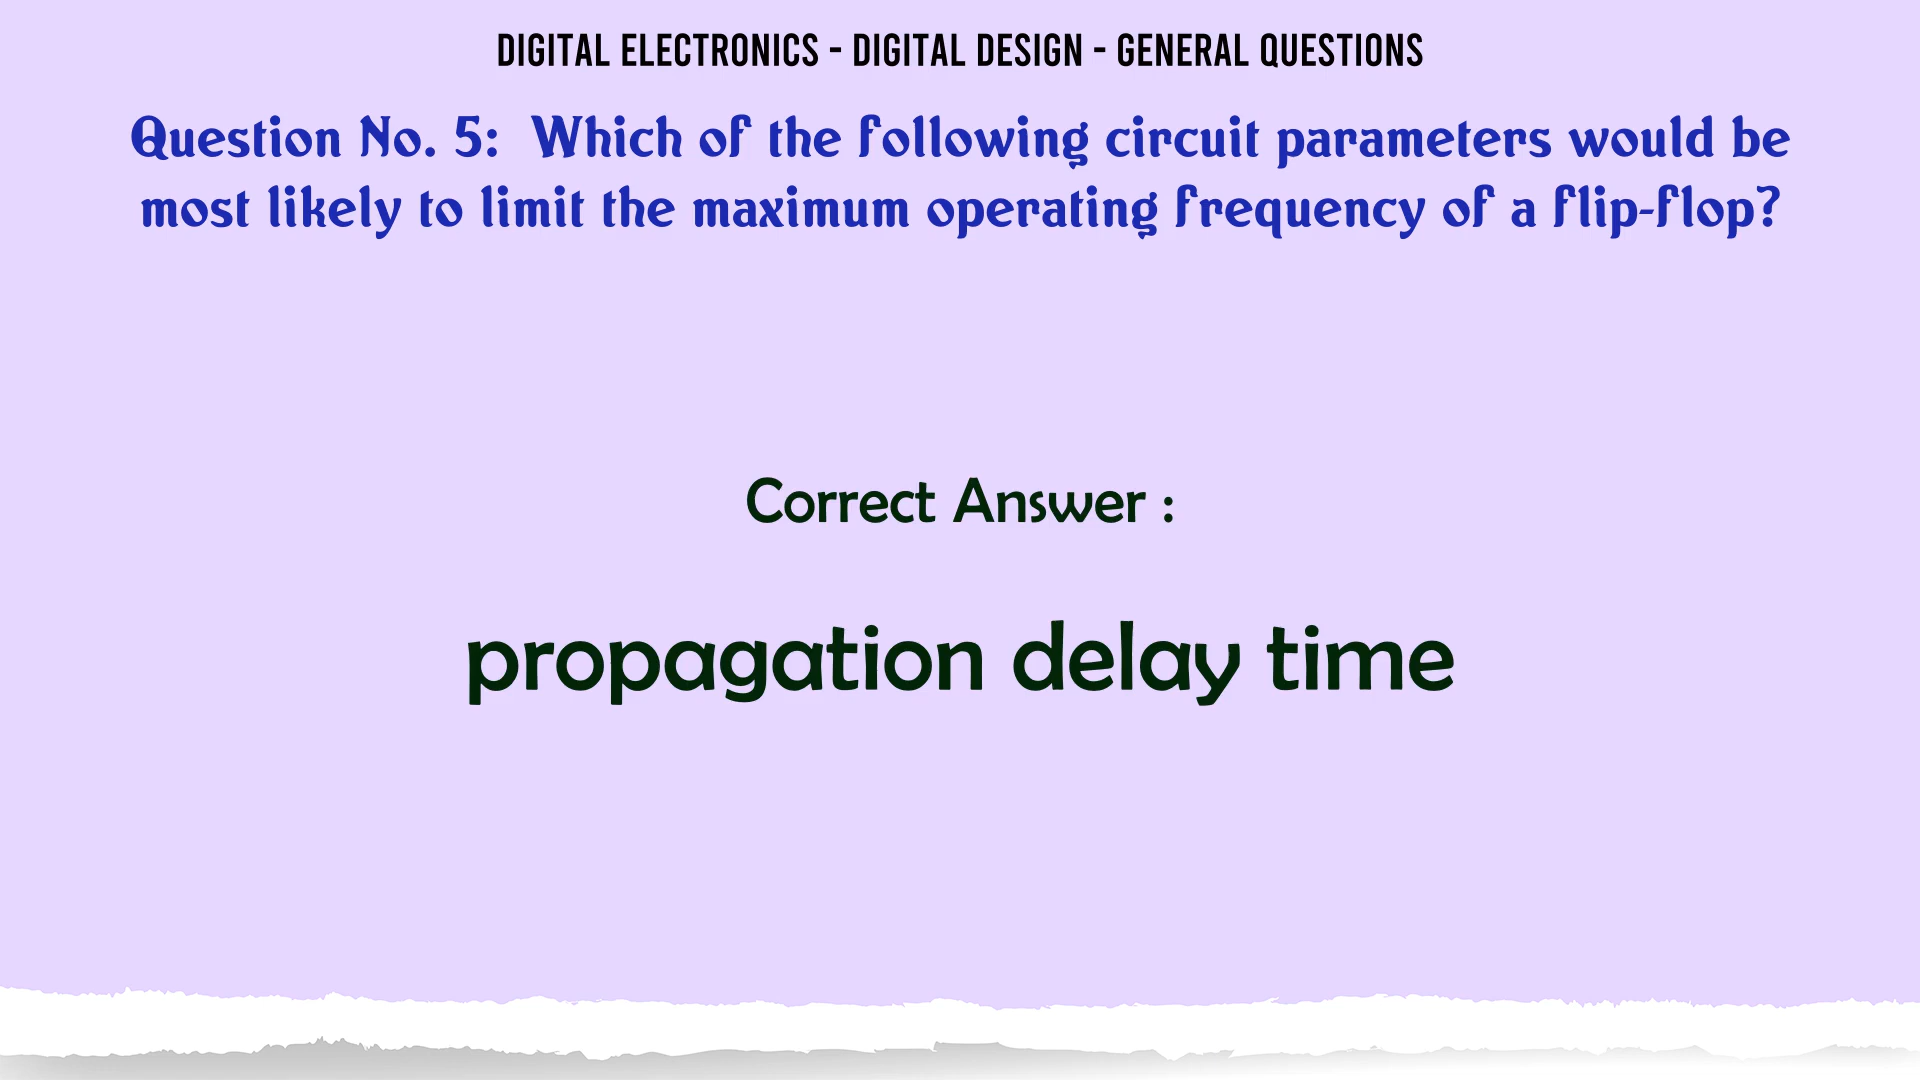 DIGITAL ELECTRONICS - DIGITAL DESIGN - GENERAL QUESTIONS
Question No. 5:  Which of the following circuit parameters would be
most likely to limit the maximum operating frequency of a flip-flop?
Correct Answer :
propagation delay time